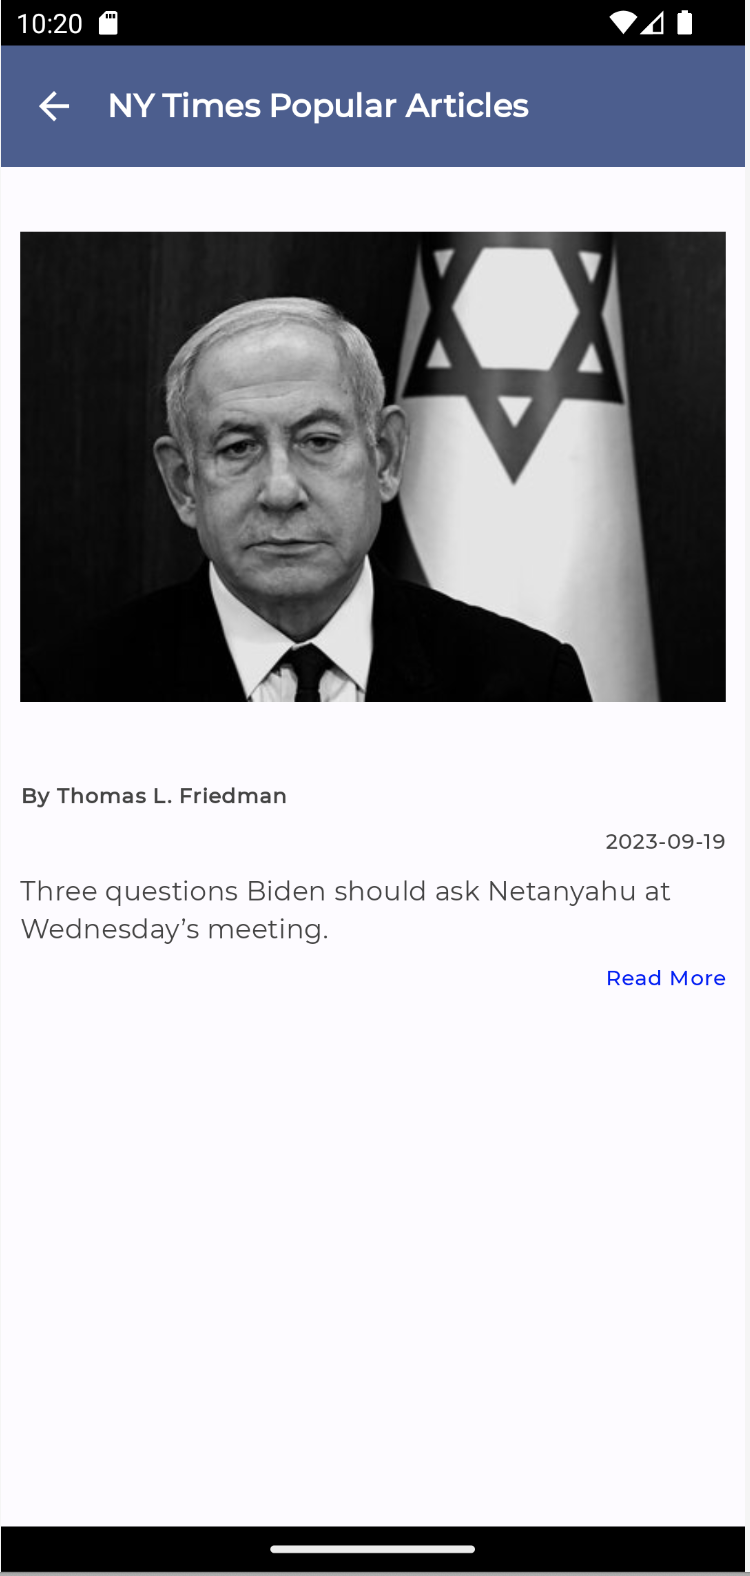 10:20
NY Times Popular Articles
By Thomas L. Friedman
2023-09-19
Three questions Biden should ask Netanyahu at
Wednesday’s meeting.
Read More